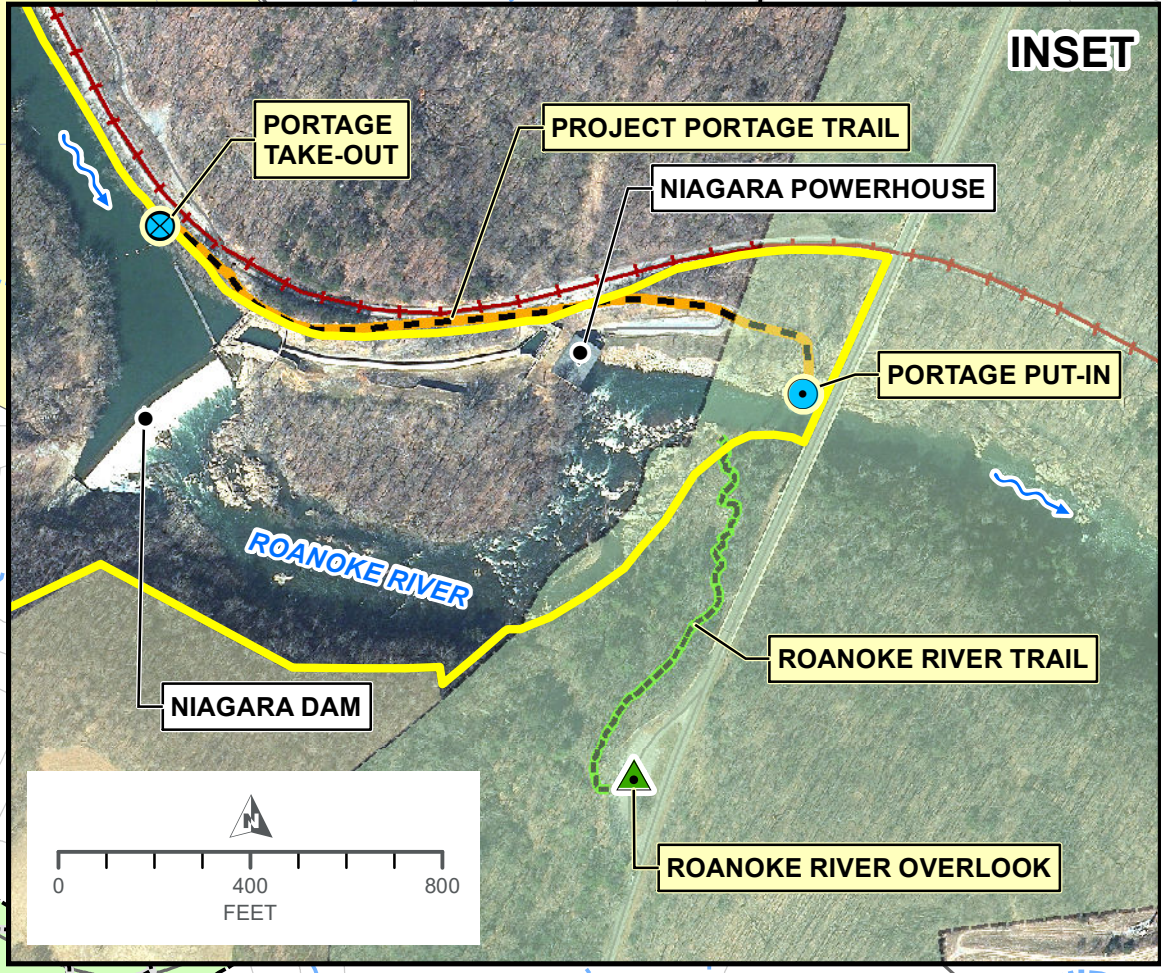 INSET
PORTAGE
TAKE-OUT
PROJECT PORTAGE TRAIL
NIAGARA POWERHOUSE
PORTAGE PUT-IN
ROANOKE RIVER
ROANOKE RIVER TRAIL
NIAGARA DAM
N
0 400 800
FEET
ROANOKE RIVER OVERLOOK